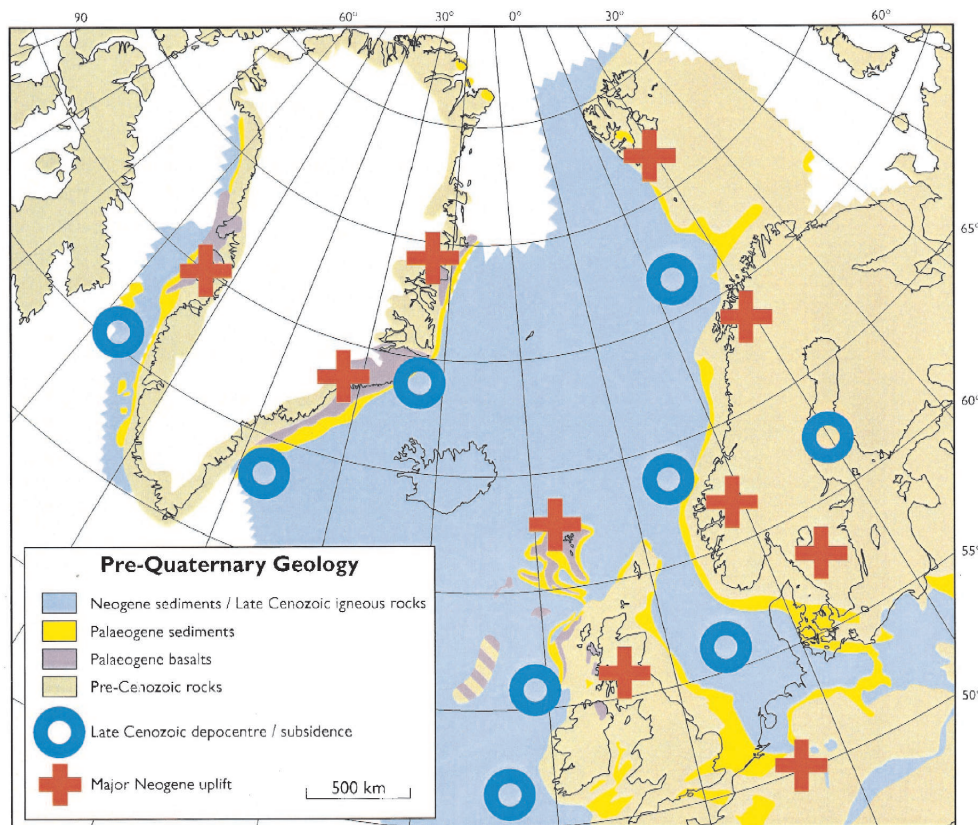 90
60°
30°
0°
30°
60°
65°
60°
55°
50°
Pre-Quaternary Geology
Neogene sediments / Late Cenozoic igneous rocks
Palaeogene sediments
Palaeogene basalts
Pre-Cenozoic rocks
Late Cenozoic depocentre / subsidence
Major Neogene uplift
500 km